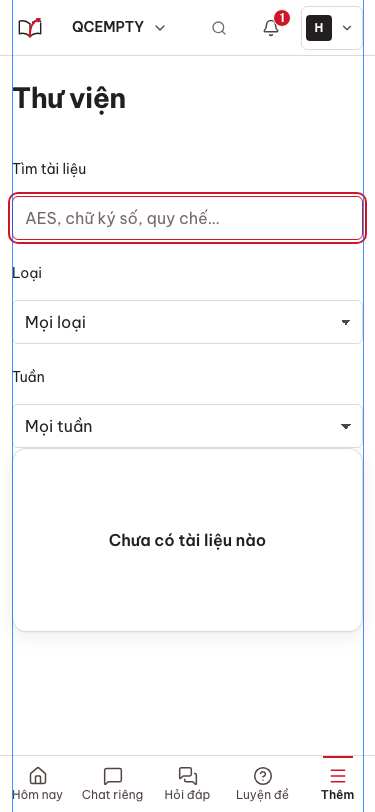 QCEMPTY
1
H
Thư viện
Tìm tài liệu
AES, chữ ký số, quy chế...
Loại
Mọi loại
Tuần
Mọi tuần
Chưa có tài liệu nào
Hôm nay
Chat riêng
Hỏi đáp
Luyện đề
Thêm